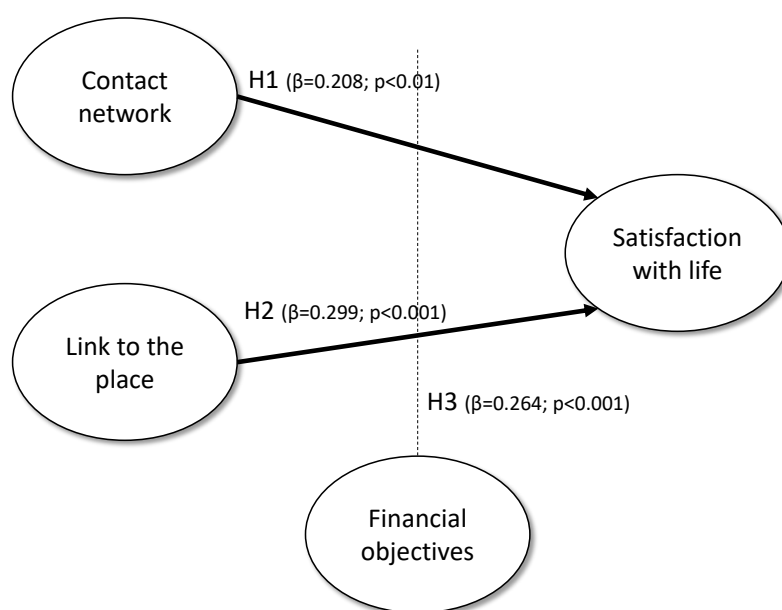 Contact
network
H1 (β=0.208; p<0.01)
Satisfaction
with life
H2 (β=0.299; p<0.001)
Link to the
place
H3 (β=0.264; p<0.001)
Financial
objectives